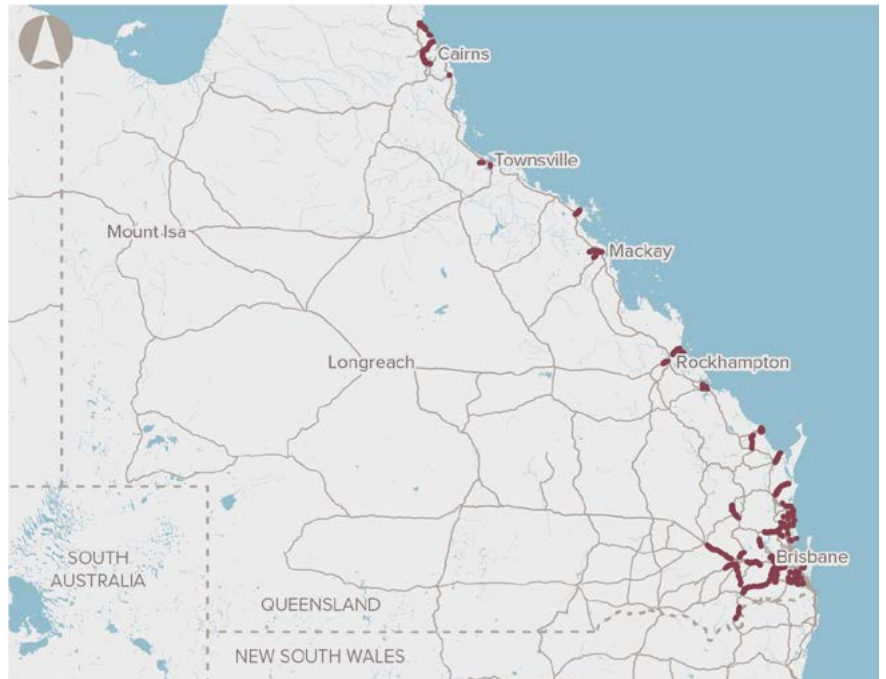 Cairns
Townsville
Mount Isa
Mackay
Longreach
Rockhampton
SOUTH
AUSTRALIA
Brisbane
QUEENSLAND
NEW SOUTH WALES